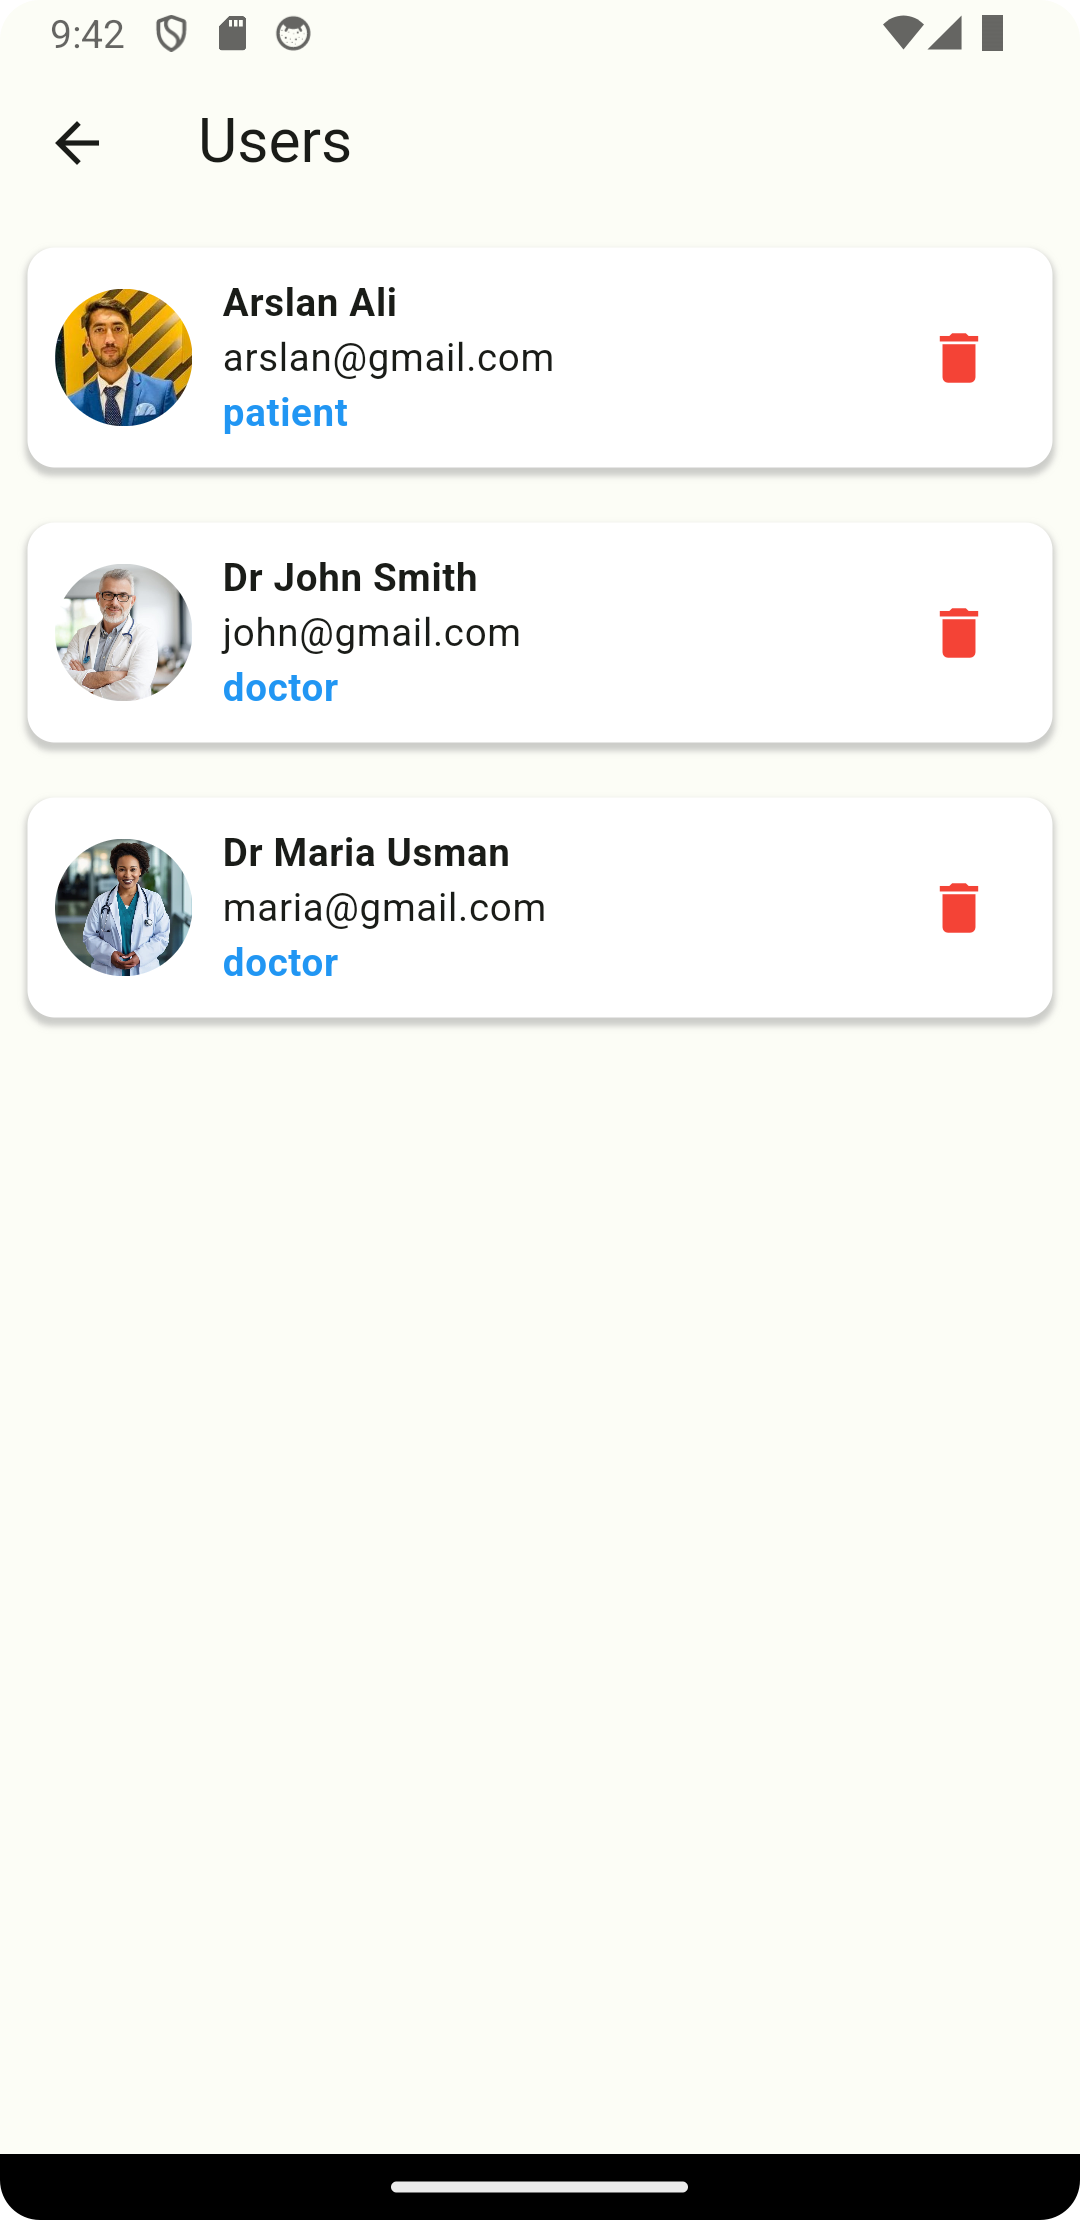 9:42
Users
Arslan Ali
arslan@gmail.com
patient
Dr John Smith
john@gmail.com
doctor
Dr Maria Usman
maria@gmail.com
doctor